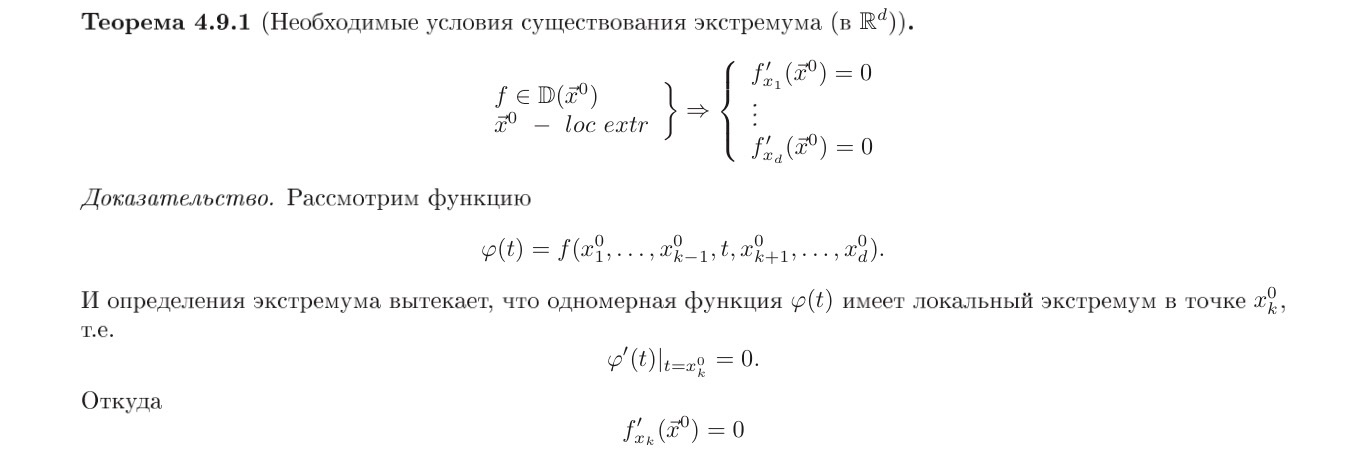 Теорема 4.9.1 (Необходимые условия существования экстремума (в ℝ^d)).
f ∈ 𝔻(x⃗^0)
x⃗^0 − loc extr } ⇒ {
f′_{x_1}(x⃗^0) = 0
⋮
f′_{x_d}(x⃗^0) = 0
Доказательство. Рассмотрим функцию
φ(t) = f(x_1^0, . . . , x_{k−1}^0, t, x_{k+1}^0, . . . , x_d^0).
И определения экстремума вытекает, что одномерная функция φ(t) имеет локальный экстремум в точке x_k^0,
т.е.
φ′(t)|_{t=x_k^0} = 0.
Откуда
f′_{x_k}(x⃗^0) = 0